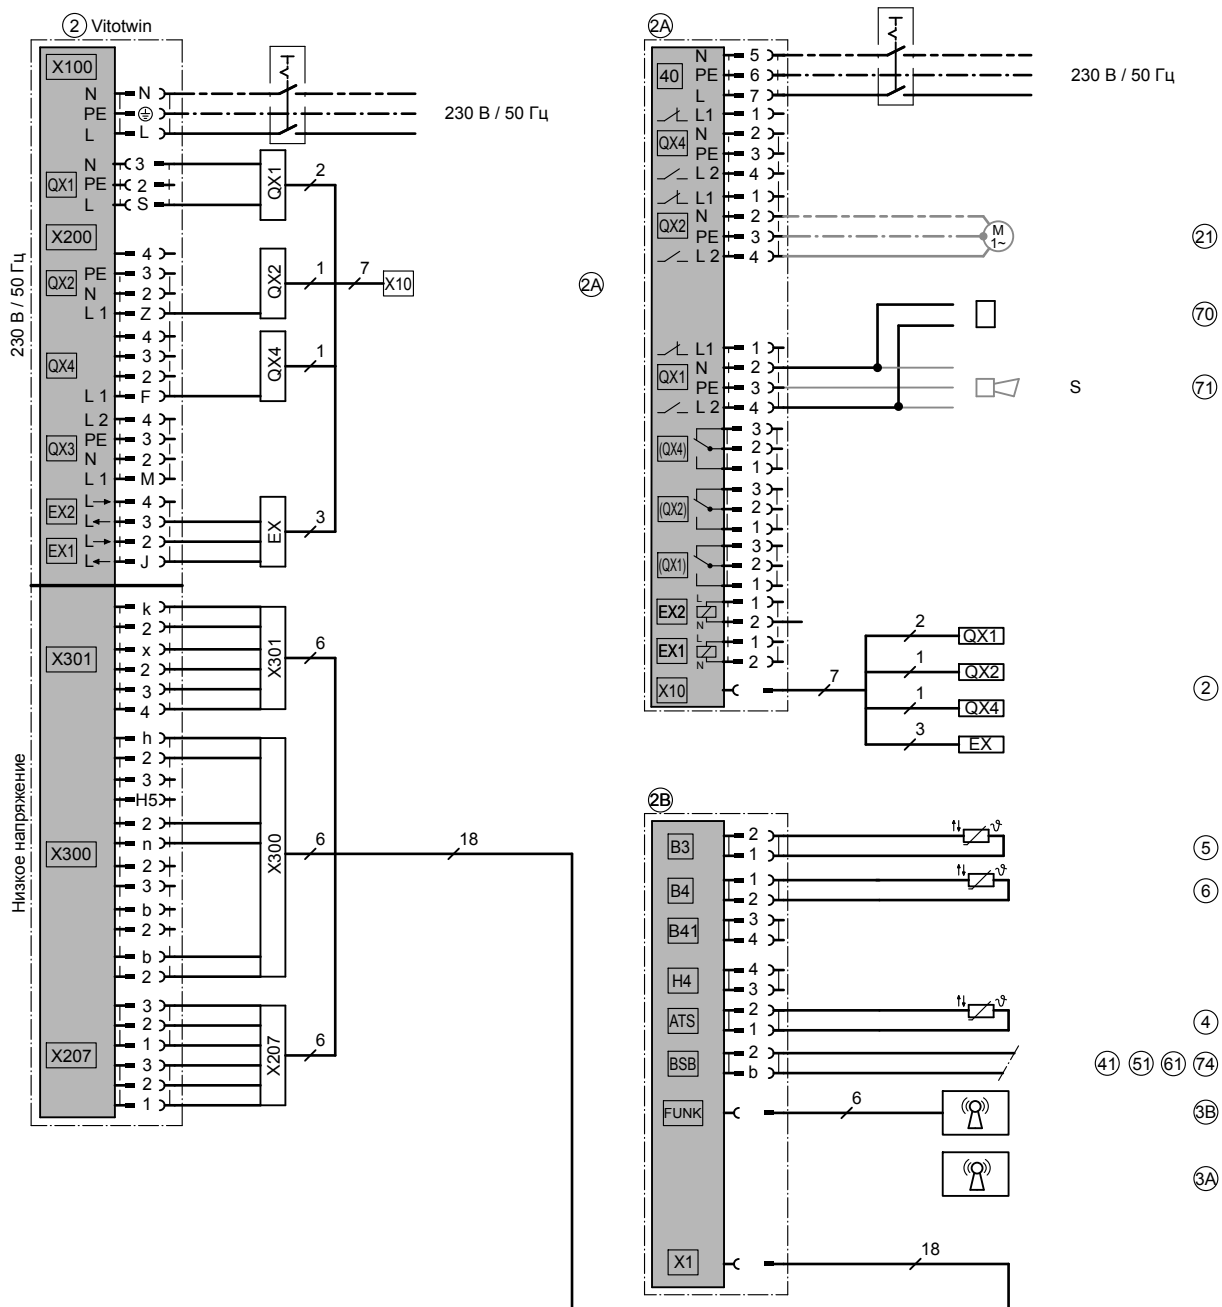 2 Vitotwin
X100
N N
PE
L L
230 В / 50 Гц
N 3
QX1 PE 2
L S
QX1
2
X200
4
QX2 PE 3
N 2
L 1 Z
QX2
1
7
X10
2A
230 В / 50 Гц
4
3
QX4
2
L 1 F
QX4
1
L 2 4
PE 3
QX3
N 2
L 1 M
EX2
L 4
L 3
EX1
L 2
L J
EX
3
Низкое напряжение
X301
k
2
x
2
3
4
X301
6
X300
h
2
3
H5
2
n
2
3
b
2
b
2
X300
6
18
X207
3
2
1
3
2
1
X207
6
2A
40
N 5
PE 6
L 7
230 В / 50 Гц
QX4
L1 1
N 2
PE 3
L 2 4
QX2
L1 1
N 2
PE 3
L 2 4
M
1~
21
70
QX1
L1 1
N 2
PE 3
L 2 4
S
71
(QX4)
3
2
1
(QX2)
3
2
1
(QX1)
3
2
1
EX2
L 1
N 2
EX1
L 1
N 2
X10
7
2 QX1
1 QX2
1 QX4
3 EX
2
2B
B3
2
1
ϑ
5
B4
1
2
ϑ
6
B41
3
4
H4
4
3
ATS
2
1
ϑ
4
BSB
2
b
41 51 61 74
FUNK
6
3B
3A
X1
18